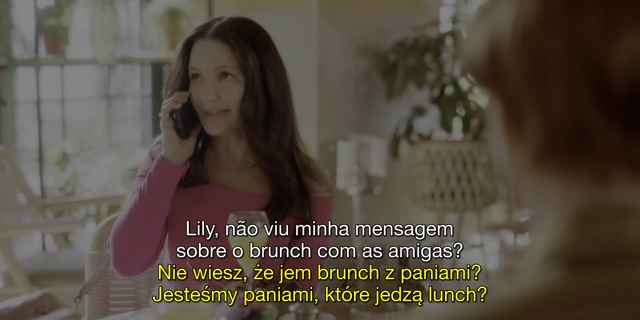 Lily, não viu minha mensagem
sobre o brunch com as amigas?
Nie wiesz, że jem brunch z paniami?
Jesteśmy paniami, które jedzą lunch?